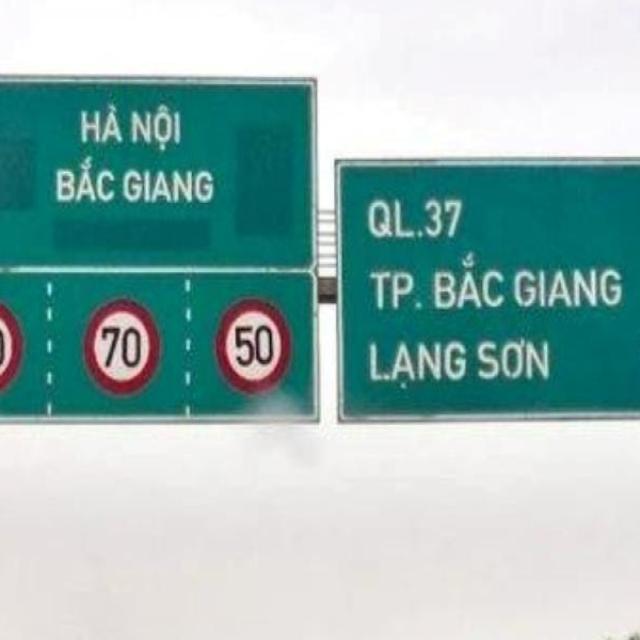 HÀ NỘI
BẮC GIANG
70
50
QL.37
TP. BẮC GIANG
LẠNG SƠN